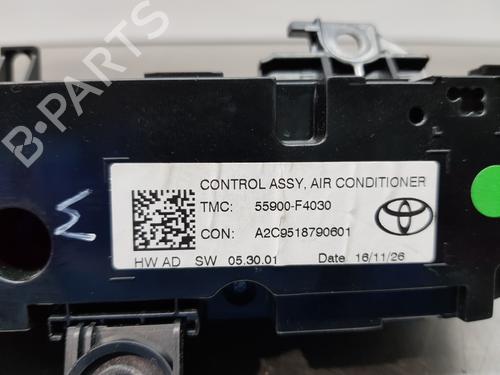 B-PARTS
CONTROL ASSY, AIR CONDITIONER
TMC: 55900-F4030
CON: A2C9518790601
HW AD SW 05.30.01 Date 16/11/26